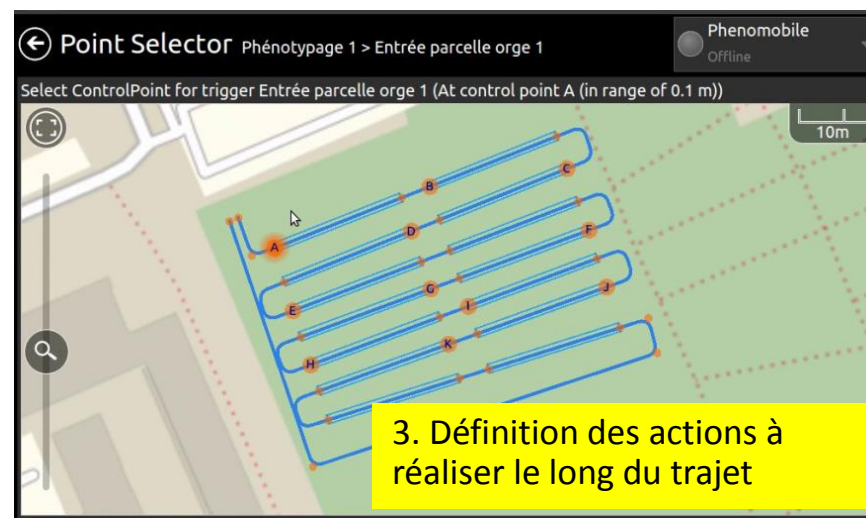 Point Selector Phénotypage 1 > Entrée parcelle orge 1
Phenomobile
Offline
Select ControlPoint for trigger Entrée parcelle orge 1 (At control point A (in range of 0.1 m))
10m
B
C
A
D
F
E
G
I
J
H
K
3. Définition des actions à
réaliser le long du trajet